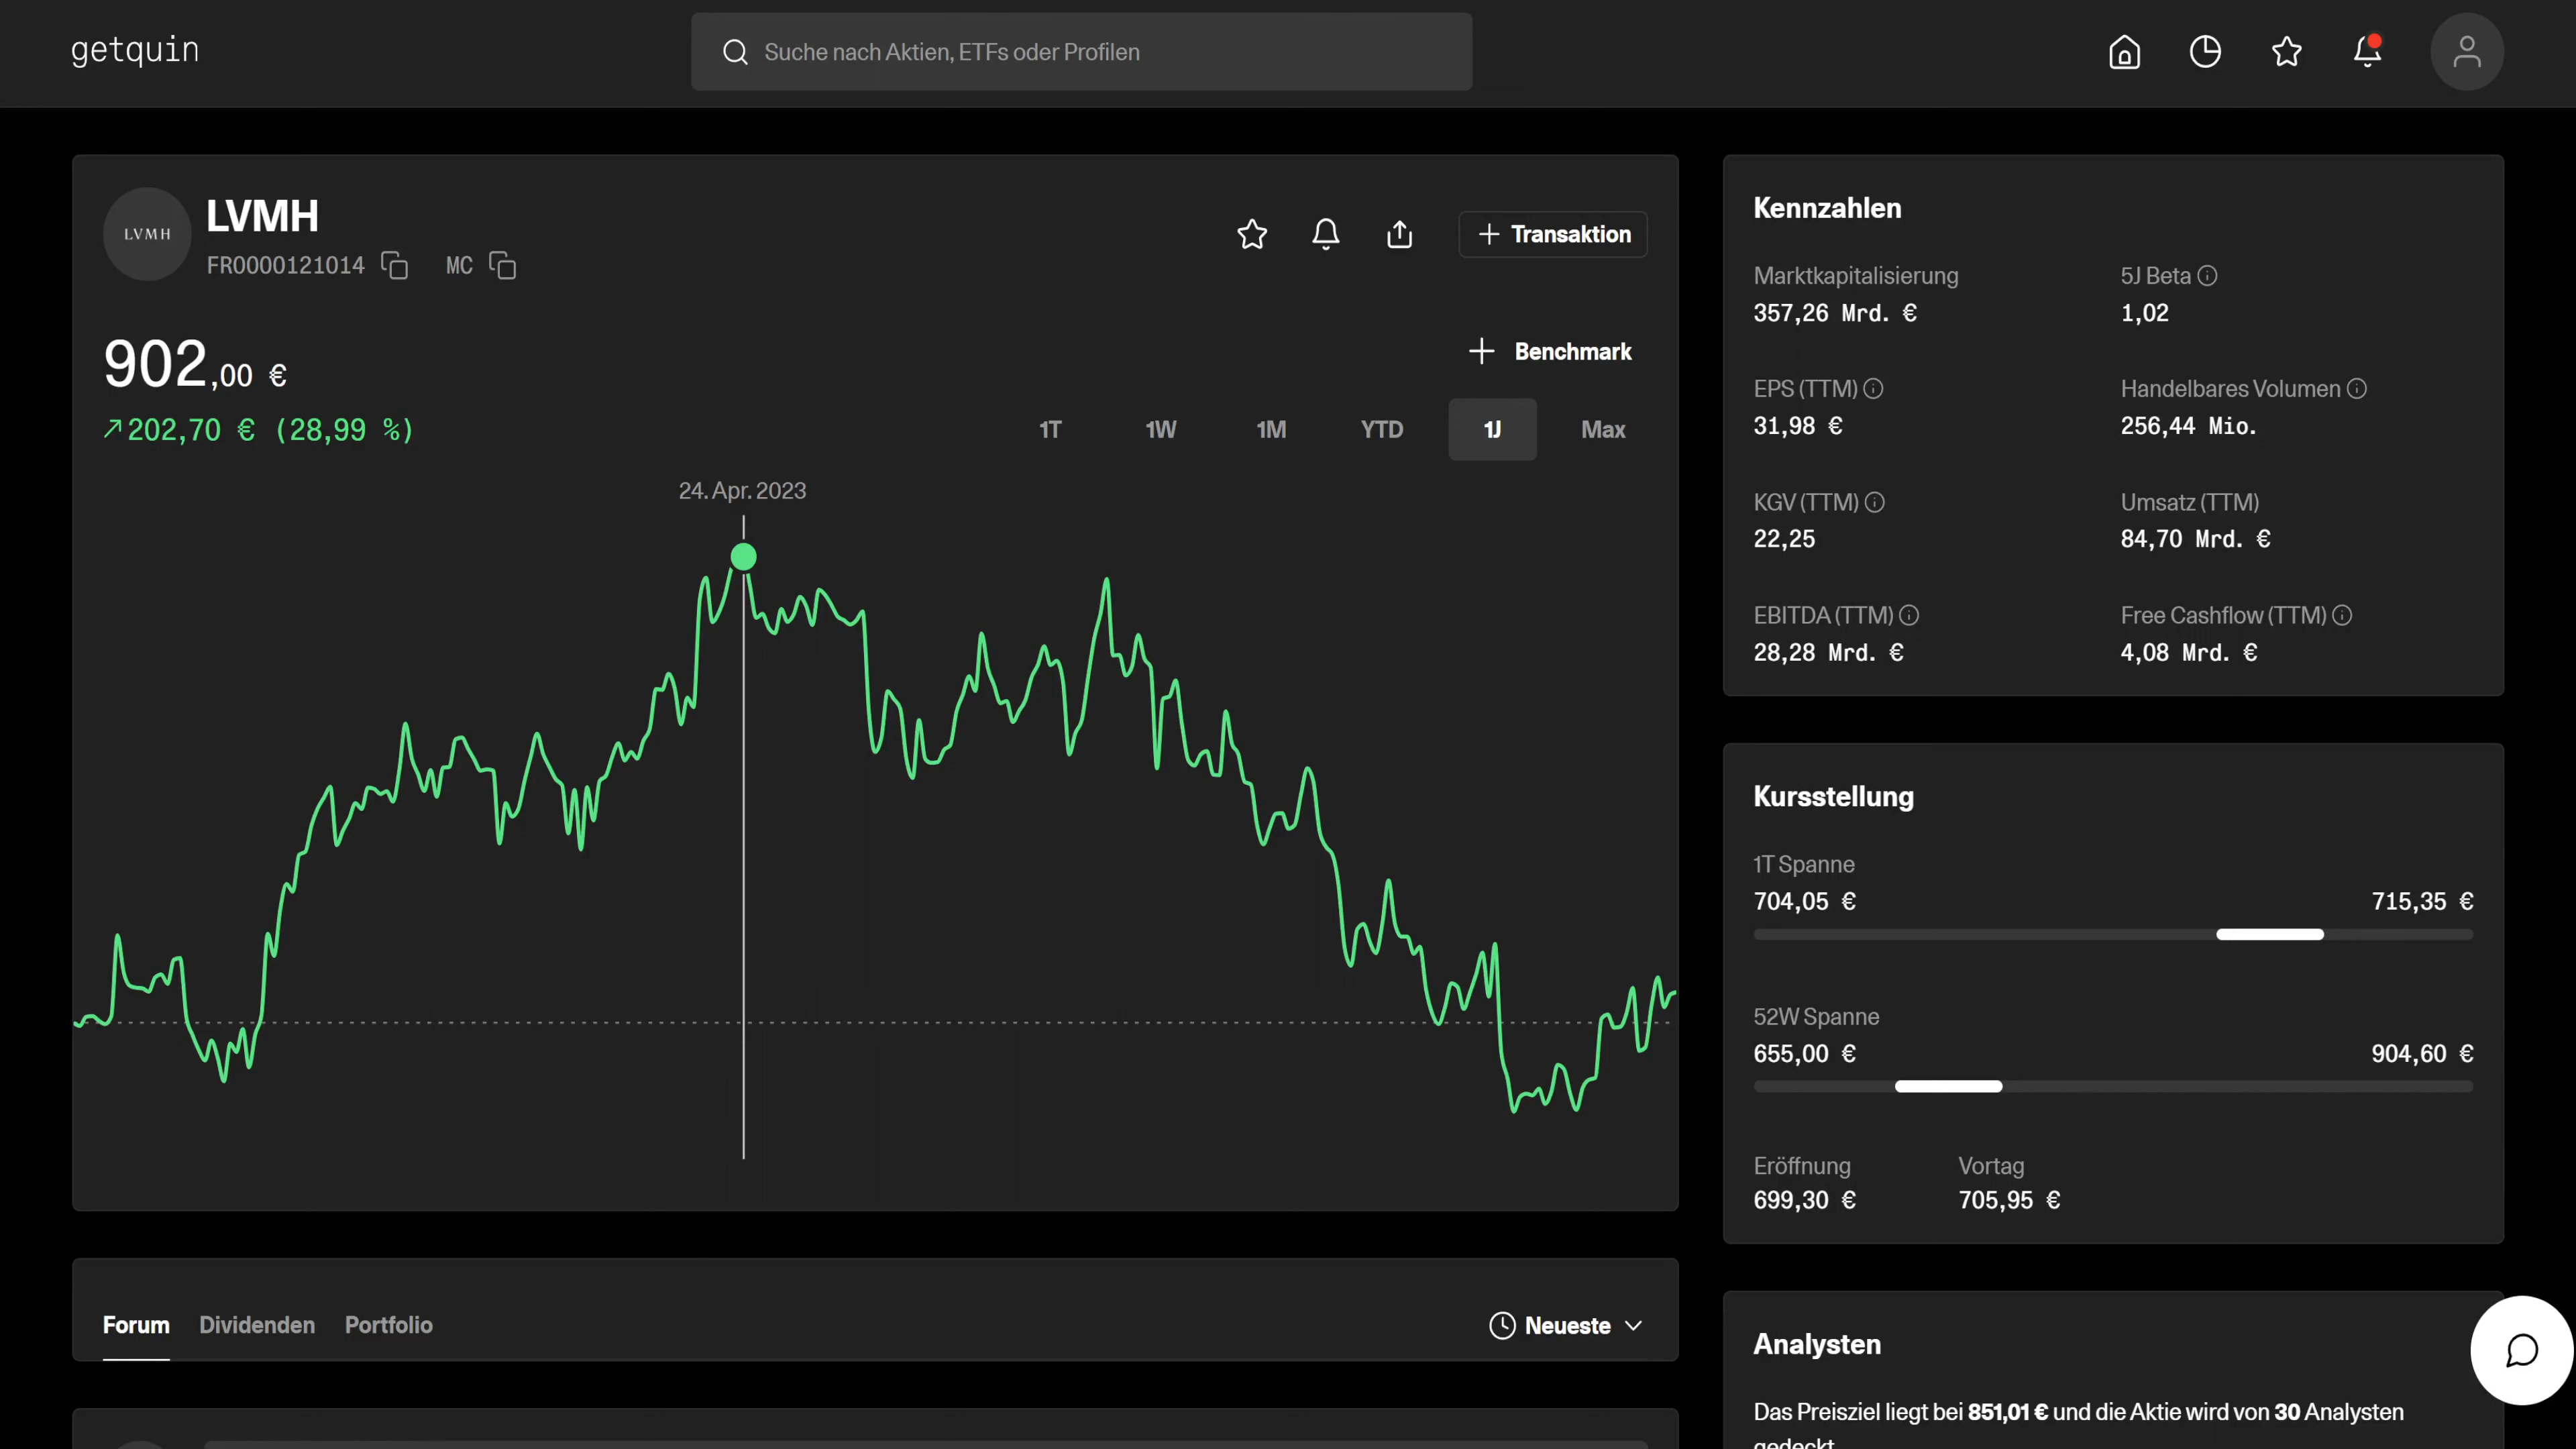 getquin
Suche nach Aktien, ETFs oder Profilen
LVMH
LVMH
FR0000121014
MC
Transaktion
902,00 €
↗202,70 € (28,99 %)
Benchmark
1T 1W 1M YTD 1J Max
24. Apr. 2023
Forum Dividenden Portfolio
Neueste
Kennzahlen
Marktkapitalisierung
357,26 Mrd. €
5J Beta
1,02
EPS (TTM)
31,98 €
Handelbares Volumen
256,44 Mio.
KGV (TTM)
22,25
Umsatz (TTM)
84,70 Mrd. €
EBITDA (TTM)
28,28 Mrd. €
Free Cashflow (TTM)
4,08 Mrd. €
Kursstellung
1T Spanne
704,05 € 715,35 €
52W Spanne
655,00 € 904,60 €
Eröffnung
699,30 €
Vortag
705,95 €
Analysten
Das Preisziel liegt bei 851,01 € und die Aktie wird von 30 Analysten
gedeckt